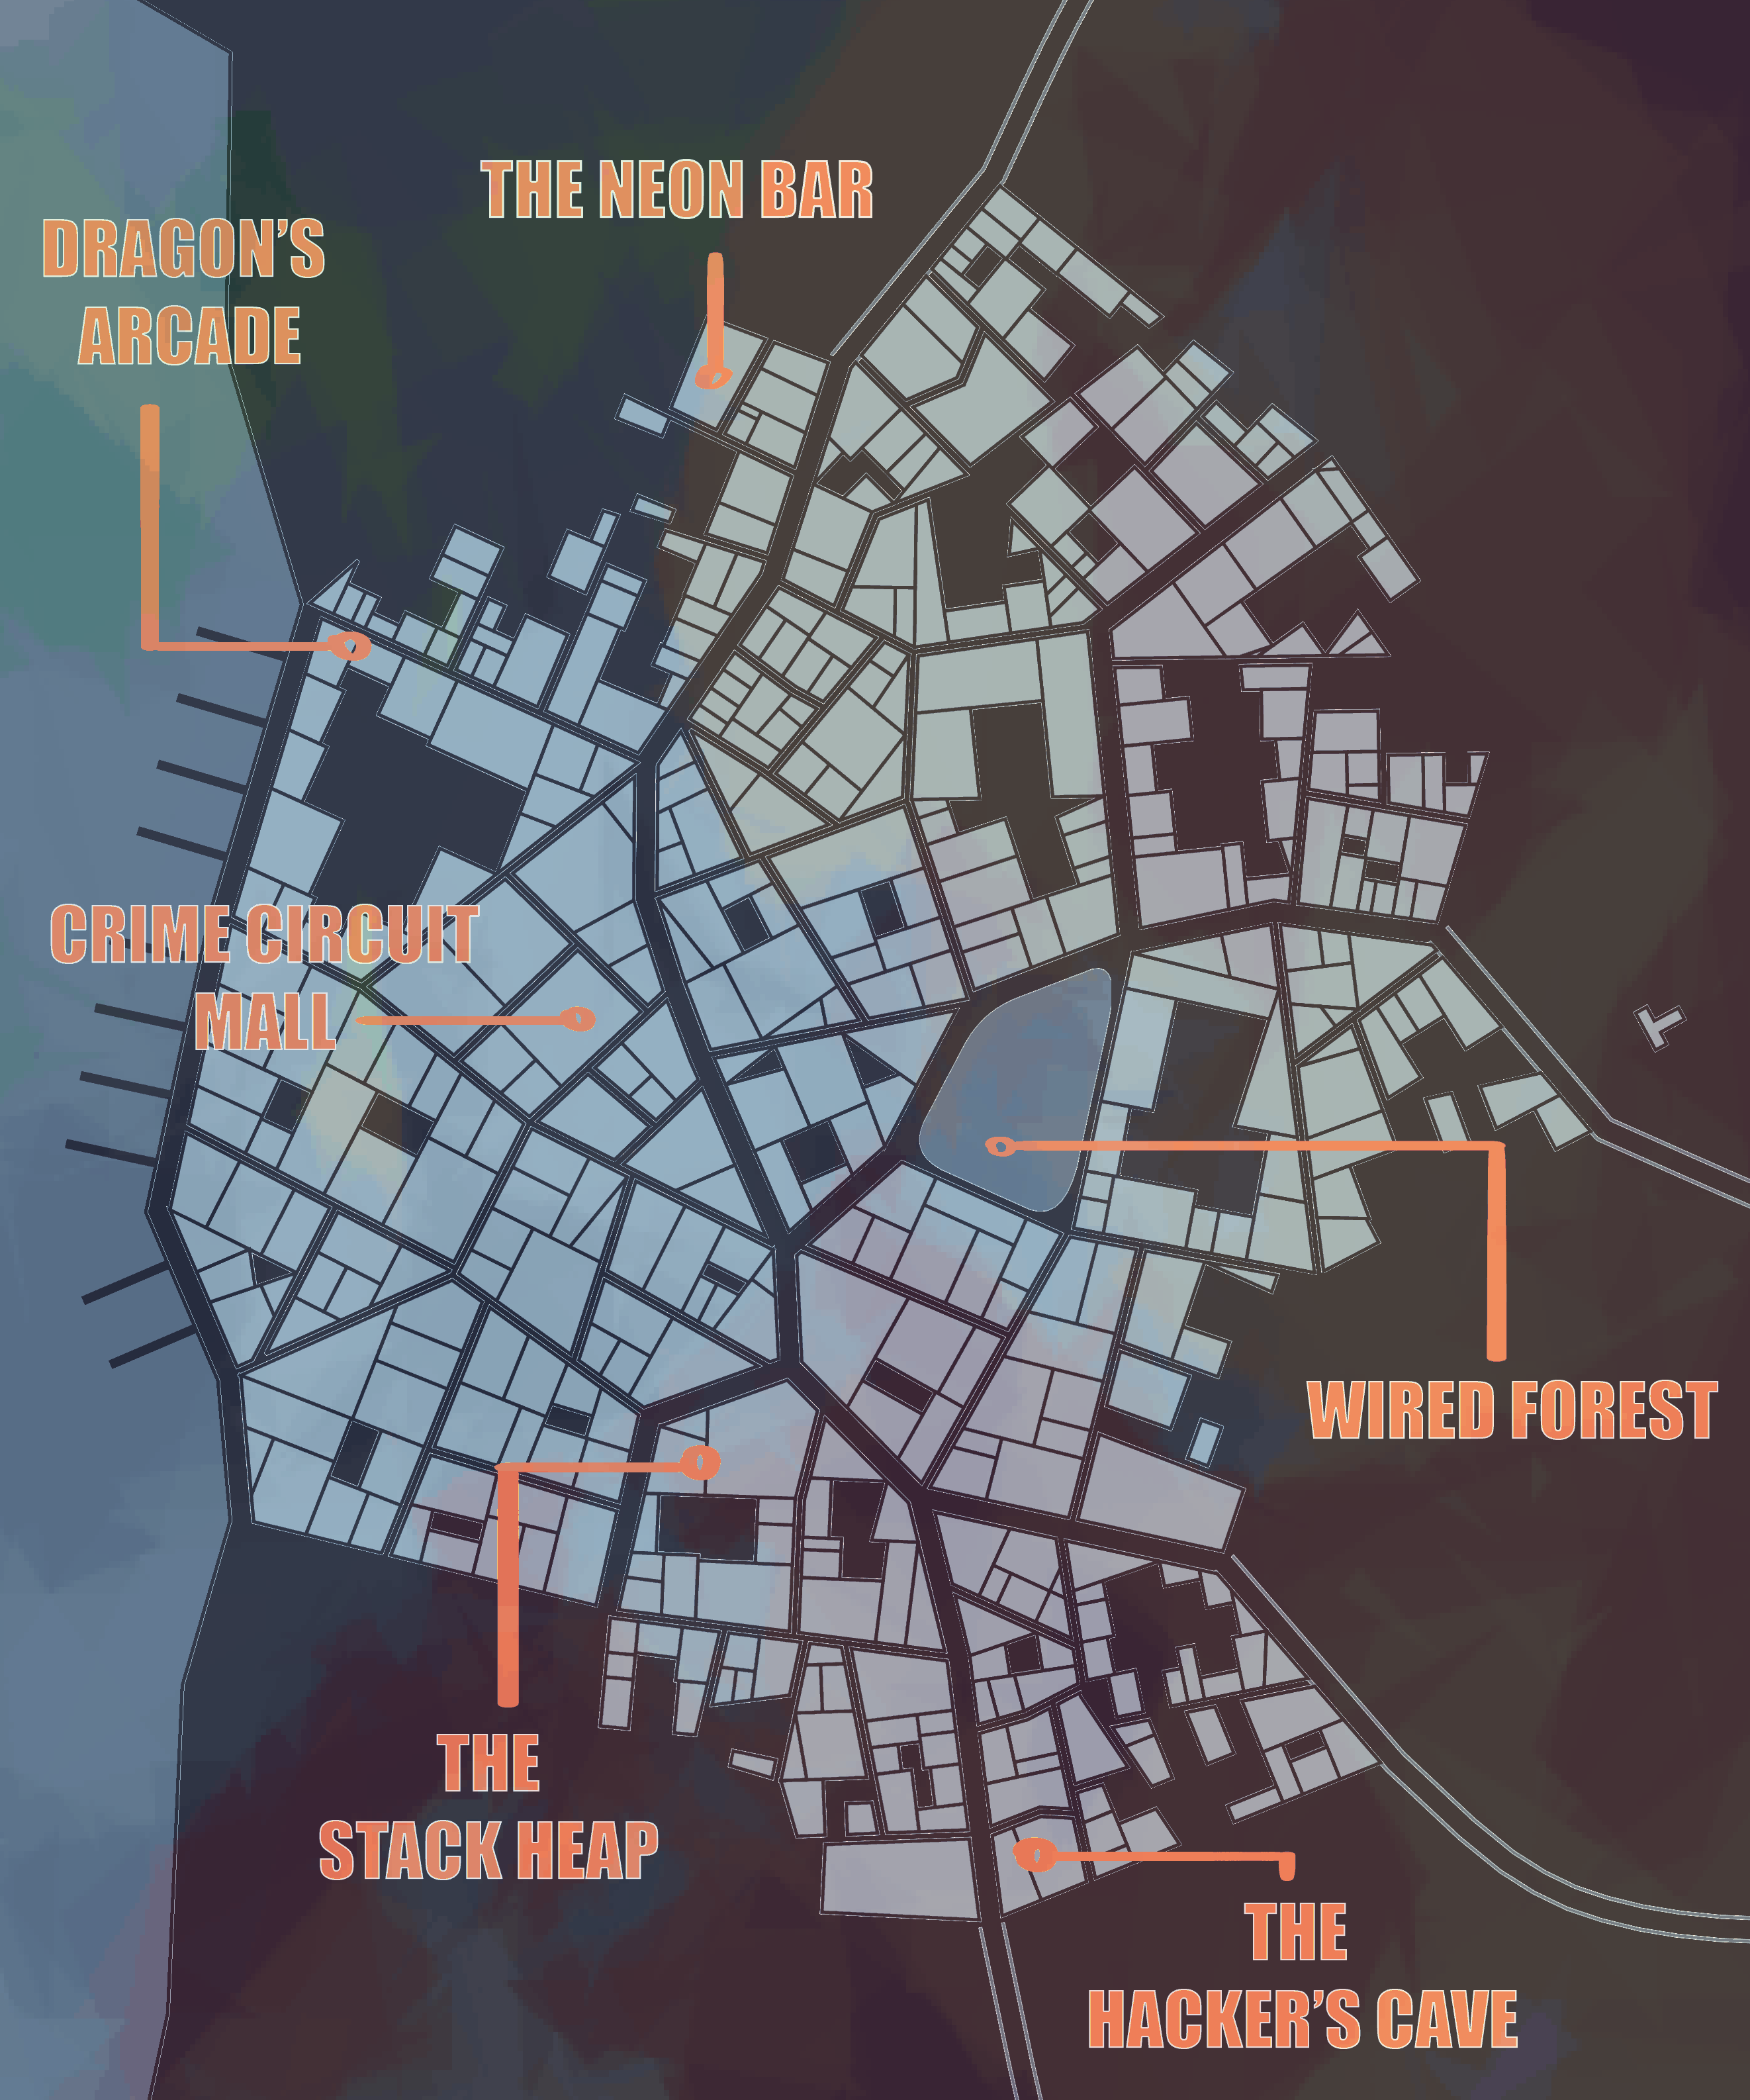 THE NEON BAR
DRAGON'S
ARCADE
CRIME CIRCUIT
MALL
WIRED FOREST
THE
STACK HEAP
THE
HACKER'S CAVE